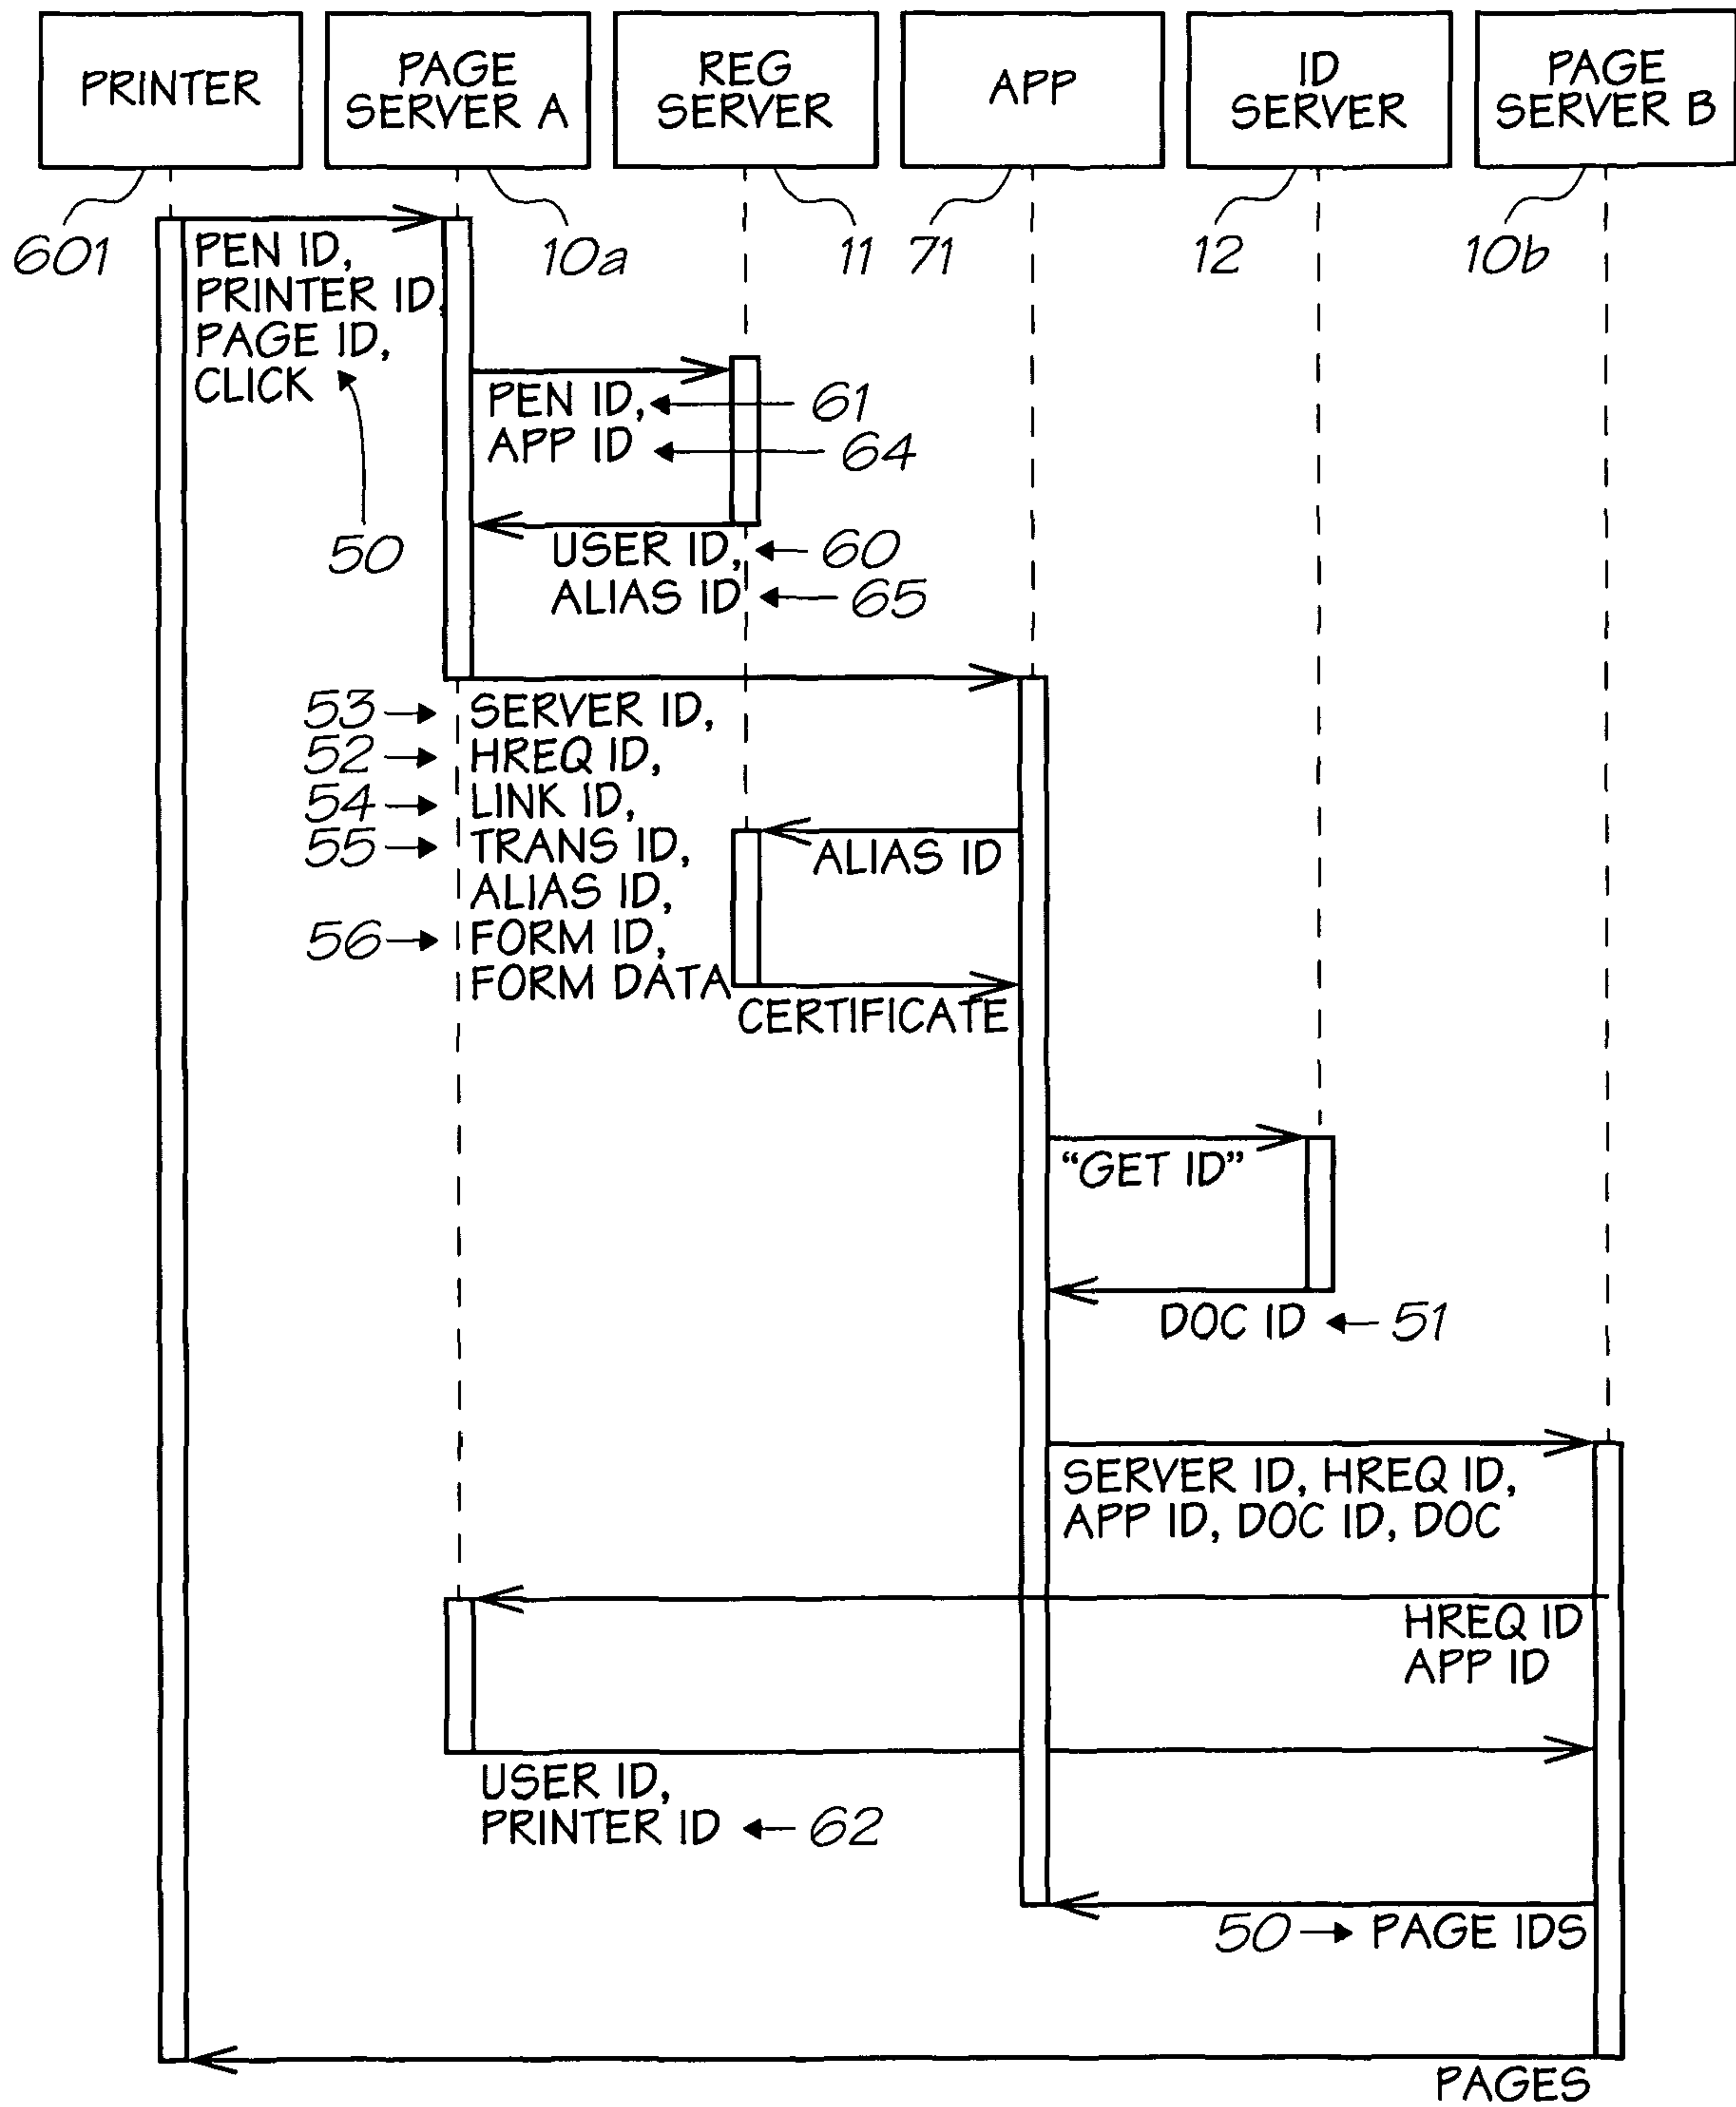 PRINTER
PAGE
SERVER A
REG
SERVER
APP
ID
SERVER
PAGE
SERVER B
601
10a
11
71
12
10b
PEN ID,
PRINTER ID,
PAGE ID,
CLICK
50
PEN ID,
61
APP ID
64
USER ID,
60
ALIAS ID
65
53
SERVER ID,
52
HREQ ID,
54
LINK ID,
55
TRANS ID,
ALIAS ID,
56
FORM ID,
FORM DATA
ALIAS ID
CERTIFICATE
“GET ID”
DOC ID
51
SERVER ID, HREQ ID,
APP ID, DOC ID, DOC
HREQ ID
APP ID
USER ID,
PRINTER ID
62
50
PAGE IDS
PAGES